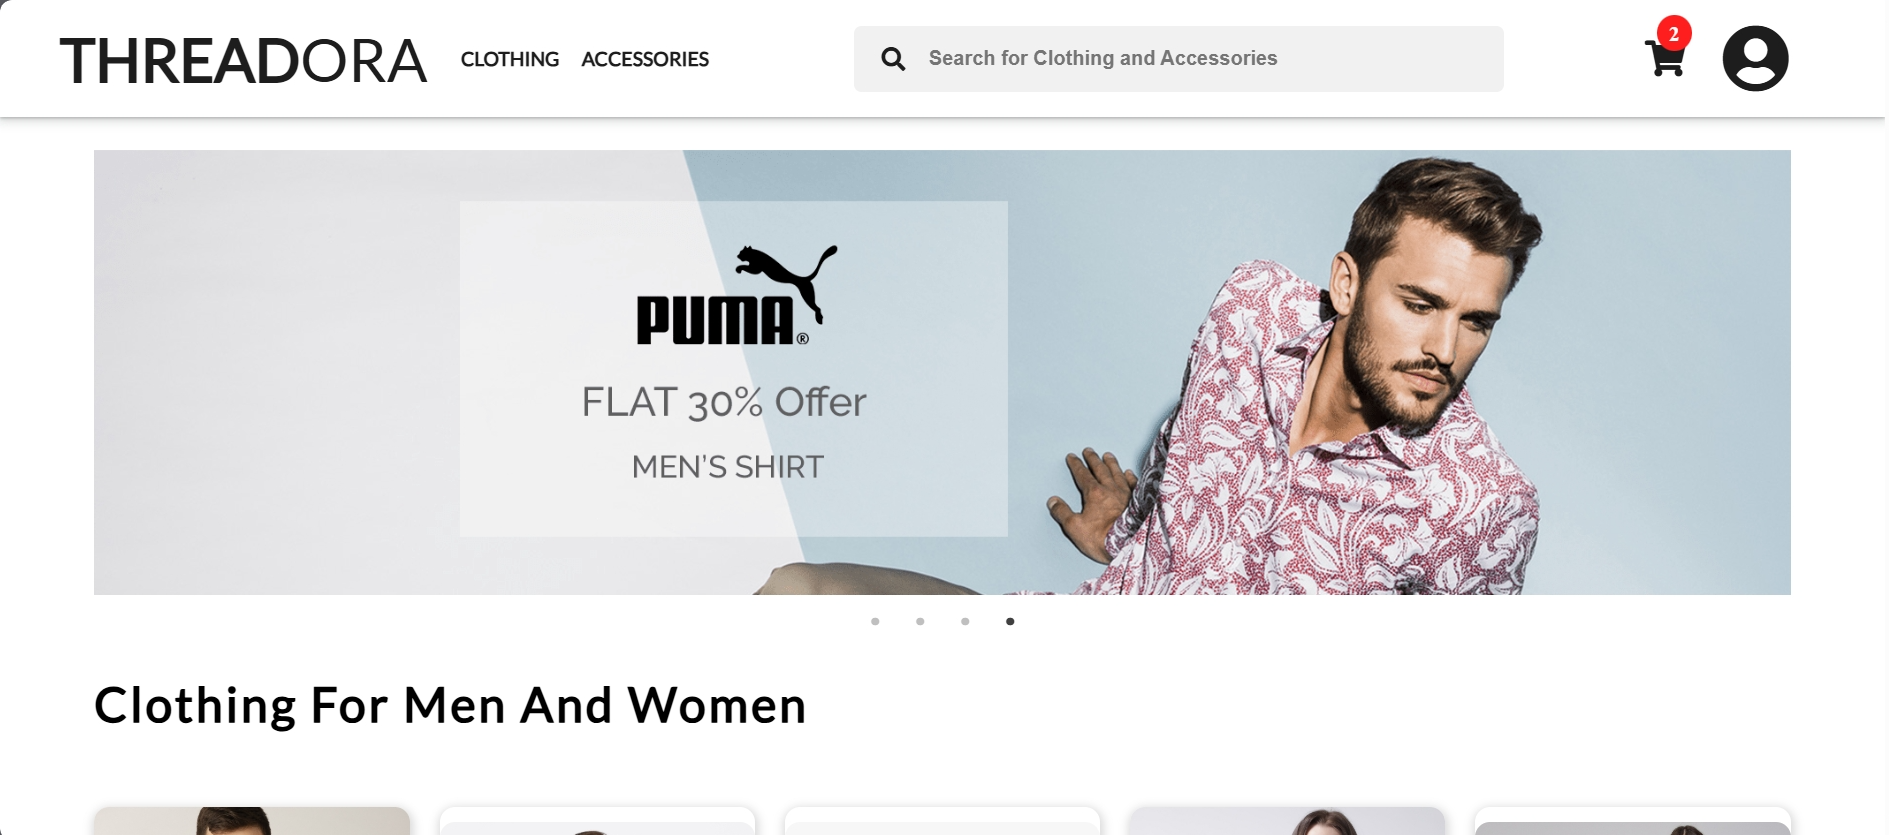 THREADORA CLOTHING ACCESSORIES Search for Clothing and Accessories 2
PUMA®
FLAT 30% Offer
MEN'S SHIRT
Clothing For Men And Women